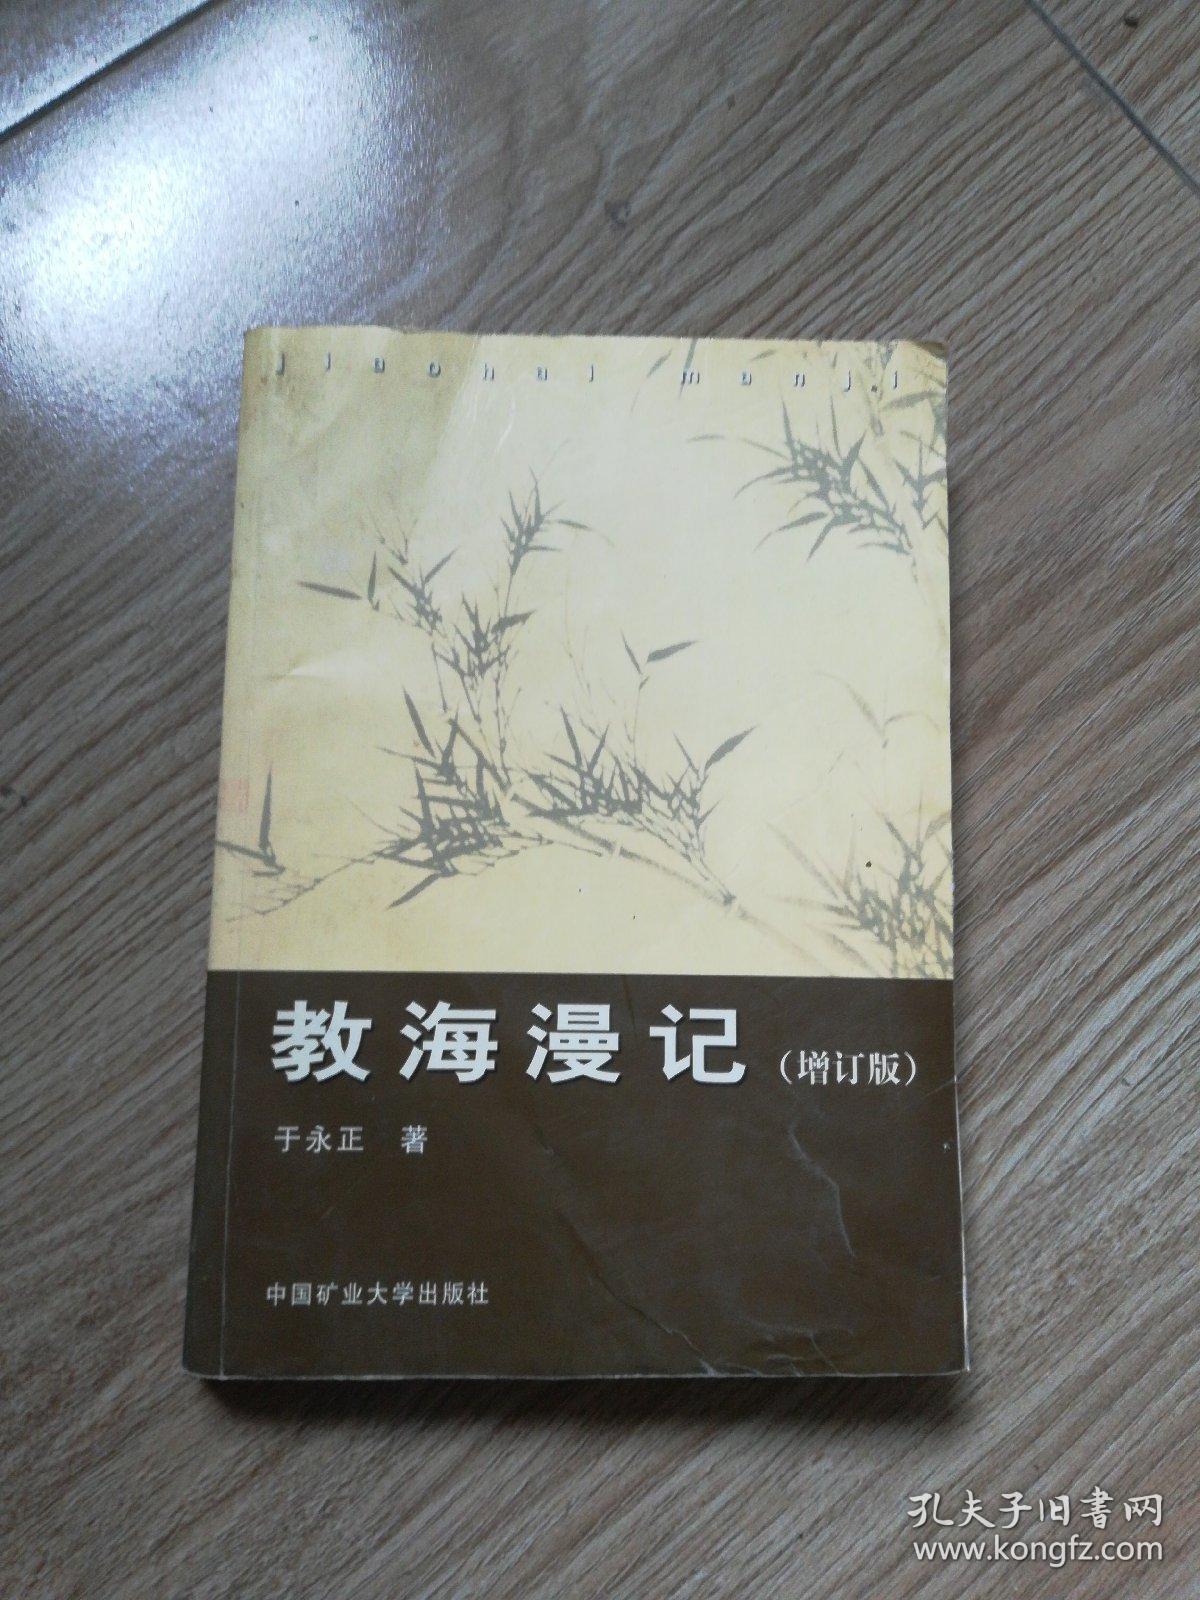 jiaohai manji
教海漫记（增订版）
于永正 著
中国矿业大学出版社
孔夫子旧书网
www.kongfz.com